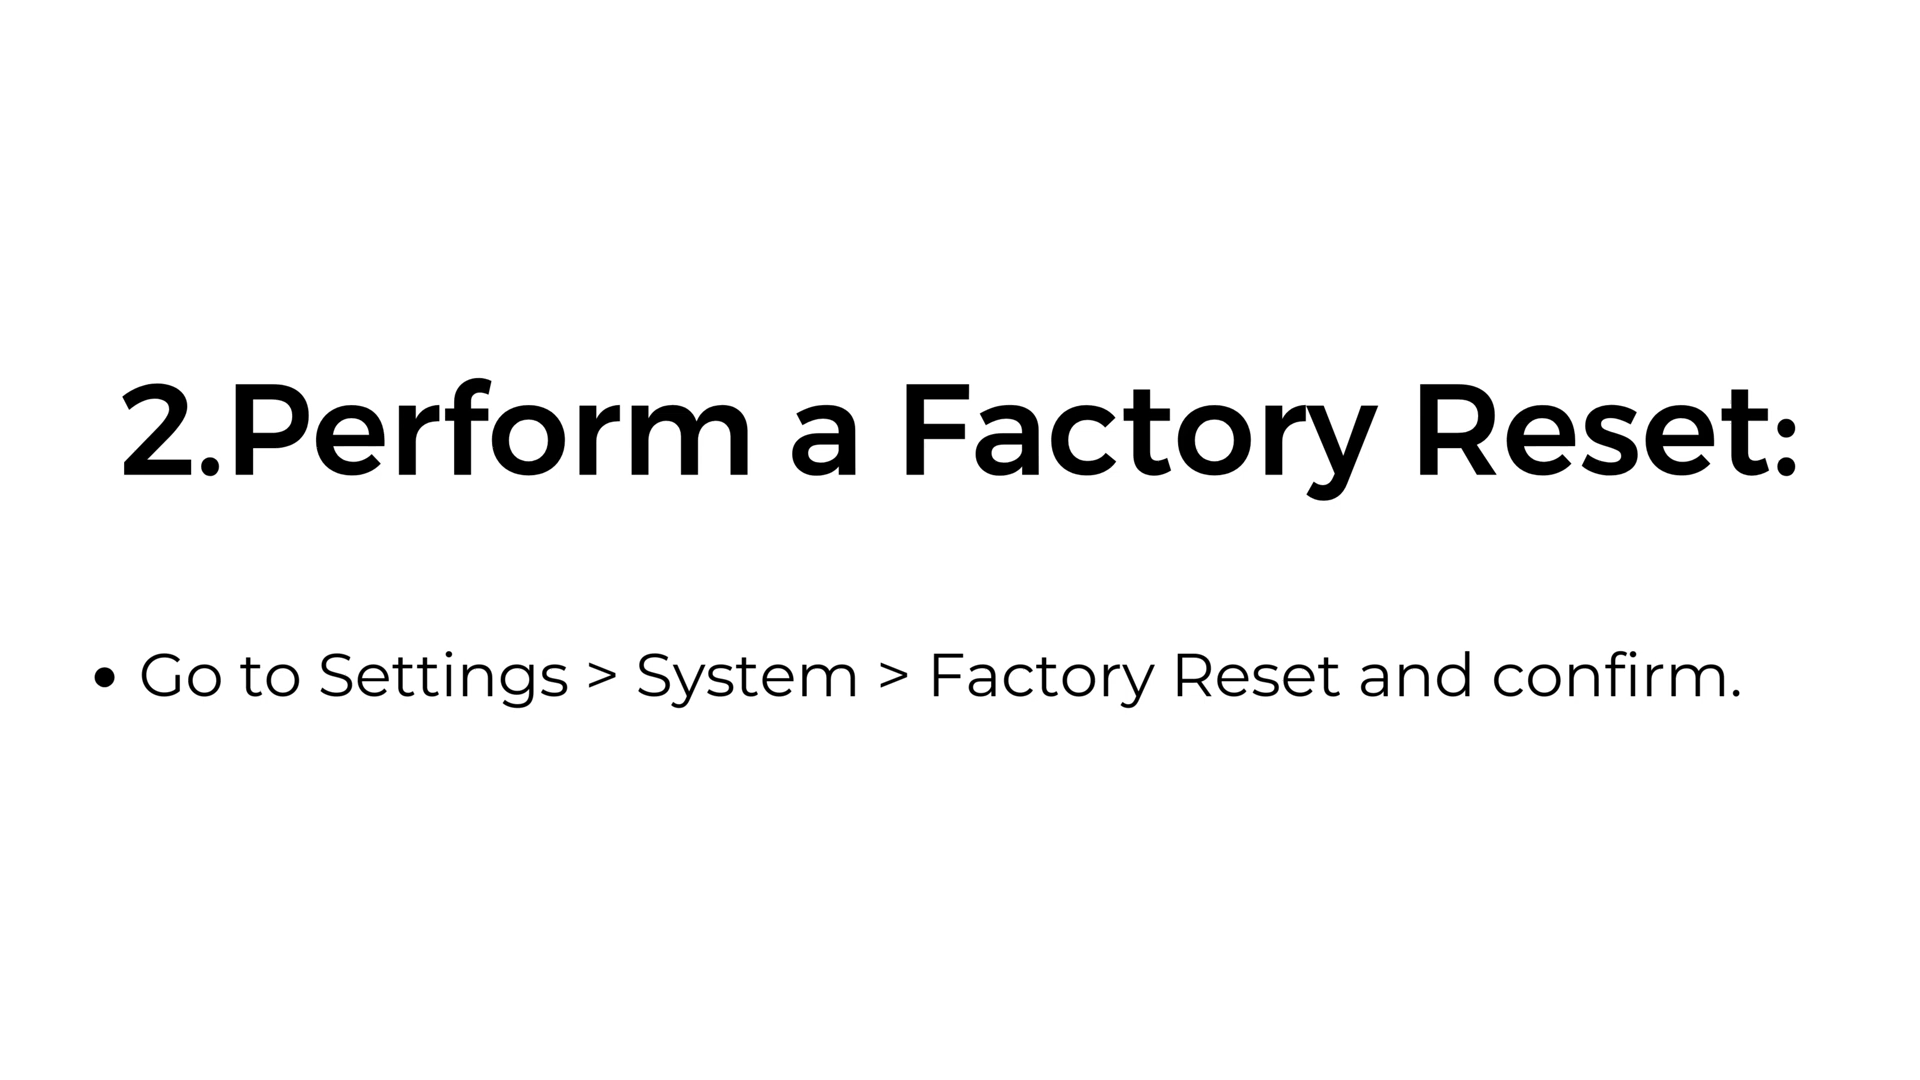 2.Perform a Factory Reset:
• Go to Settings > System > Factory Reset and confirm.